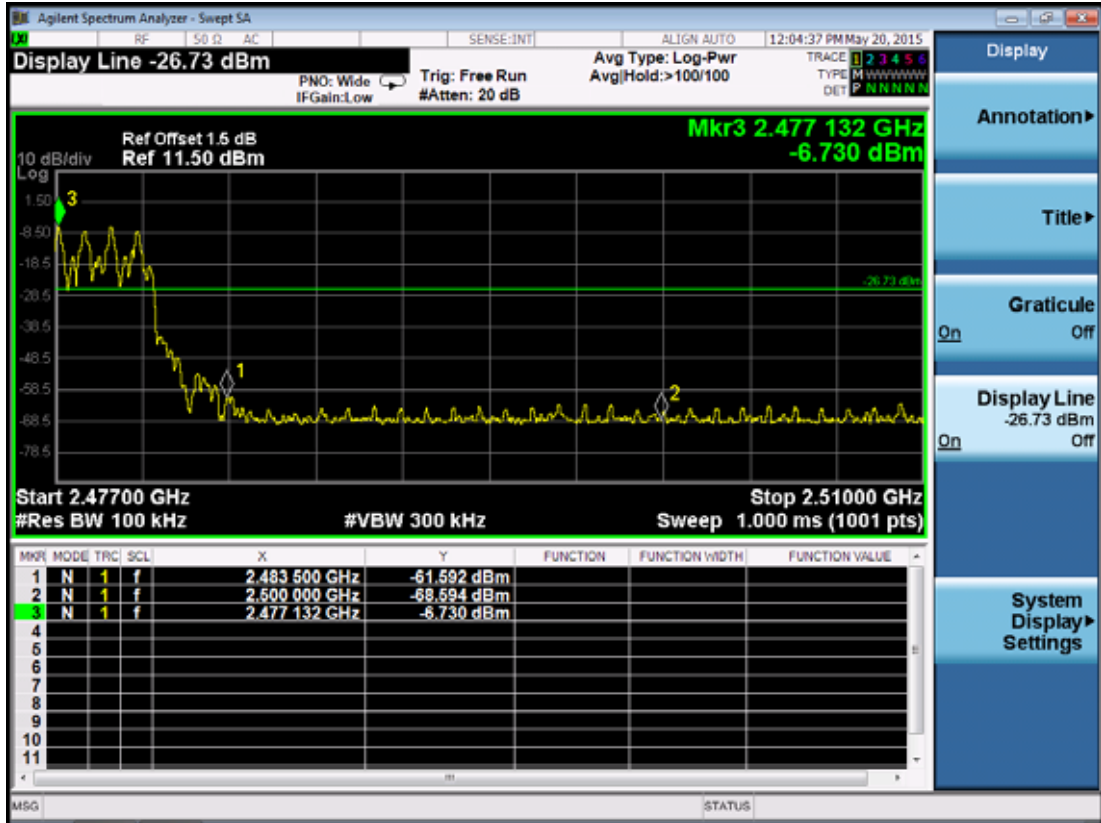 Agilent Spectrum Analyzer - Swept SA
RF 50 Ω AC SENSE:INT ALIGN AUTO 12:04:37 PM May 20, 2015
Display Line -26.73 dBm
PNO: Wide
IFGain:Low
Trig: Free Run
#Atten: 20 dB
Avg Type: Log-Pwr
Avg|Hold:>100/100
TRACE 1 2 3 4 5 6
TYPE M WWWWW
DET P N N N N N
Ref Offset 1.5 dB
Ref 11.50 dBm
Mkr3 2.477 132 GHz
-6.730 dBm
10 dB/div
Log
1.50
-8.50
-18.5
-28.5
-38.5
-48.5
-58.5
-68.5
-78.5
3
1
2
-26.73 dBm
Start 2.47700 GHz
Stop 2.51000 GHz
#Res BW 100 kHz
#VBW 300 kHz
Sweep 1.000 ms (1001 pts)
MKR MODE TRC SCL X Y FUNCTION FUNCTION WIDTH FUNCTION VALUE
1 N 1 f 2.483 500 GHz -61.592 dBm
2 N 1 f 2.500 000 GHz -68.594 dBm
3 N 1 f 2.477 132 GHz -6.730 dBm
4
5
6
7
8
9
10
11
MSG
STATUS
Display
Annotation
Title
Graticule
On Off
Display Line
-26.73 dBm
On Off
System
Display
Settings